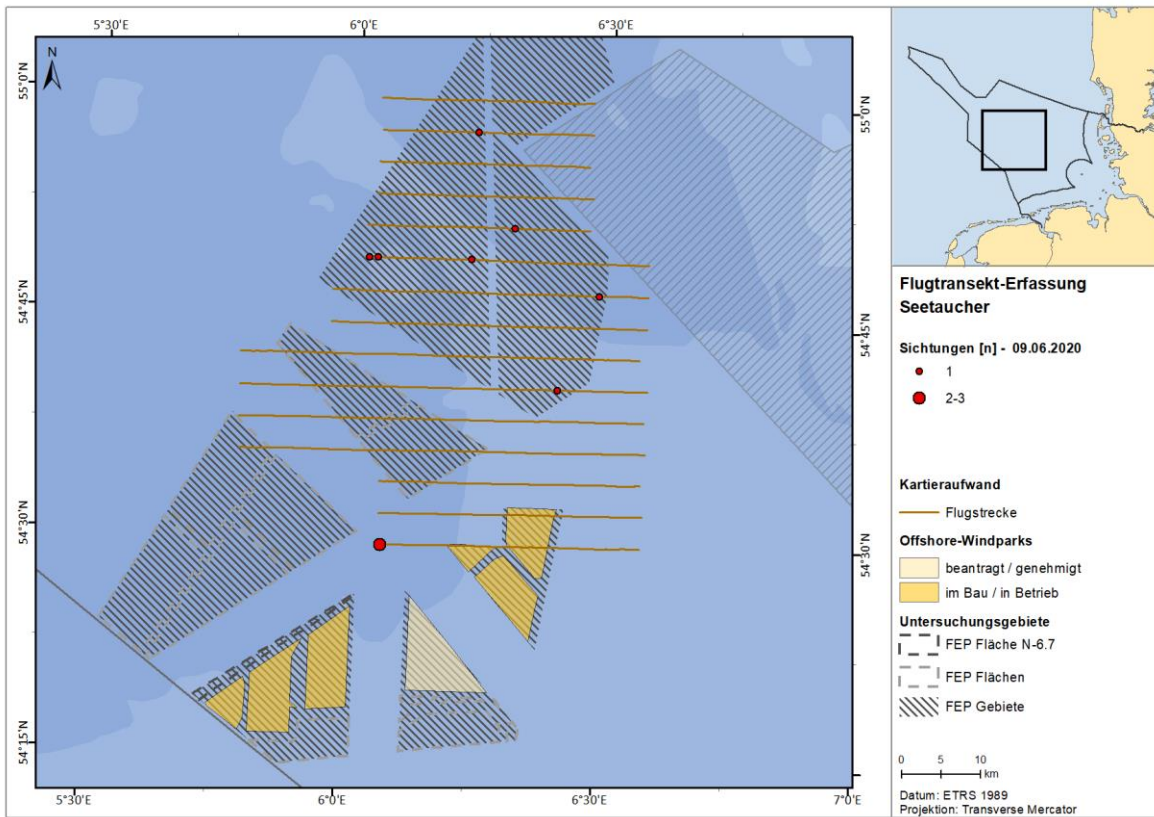 5°30'E
6°0'E
6°30'E
N
55°0'N
54°45'N
54°30'N
54°15'N
55°0'N
54°45'N
54°30'N
5°30'E
6°0'E
6°30'E
7°0'E
Flugtransekt-Erfassung
Seetaucher
Sichtungen [n] - 09.06.2020
1
2-3
Kartieraufwand
Flugstrecke
Offshore-Windparks
beantragt / genehmigt
im Bau / in Betrieb
Untersuchungsgebiete
FEP Fläche N-6.7
FEP Flächen
FEP Gebiete
0 5 10
km
Datum: ETRS 1989
Projektion: Transverse Mercator